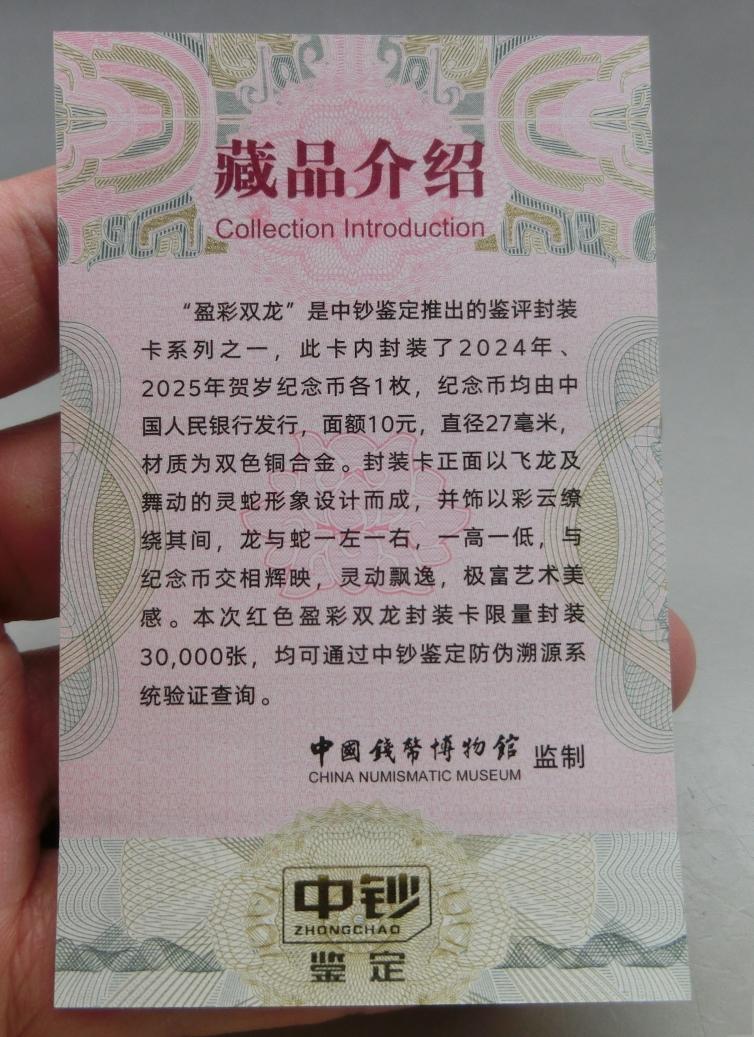 藏品介绍
Collection Introduction
“盈彩双龙”是中钞鉴定推出的鉴评封装
卡系列之一，此卡内封装了2024年、
2025年贺岁纪念币各1枚，纪念币均由中
国人民银行发行，面额10元，直径27毫米，
材质为双色铜合金。封装卡正面以飞龙及
舞动的灵蛇形象设计而成，并饰以彩云缭
绕其间，龙与蛇一左一右，一高一低，与
纪念币交相辉映，灵动飘逸，极富艺术美
感。本次红色盈彩双龙封装卡限量封装
30,000张，均可通过中钞鉴定防伪溯源系
统验证查询。
中國錢幣博物館 监制
CHINA NUMISMATIC MUSEUM
中钞
ZHONGCHAO
鉴定